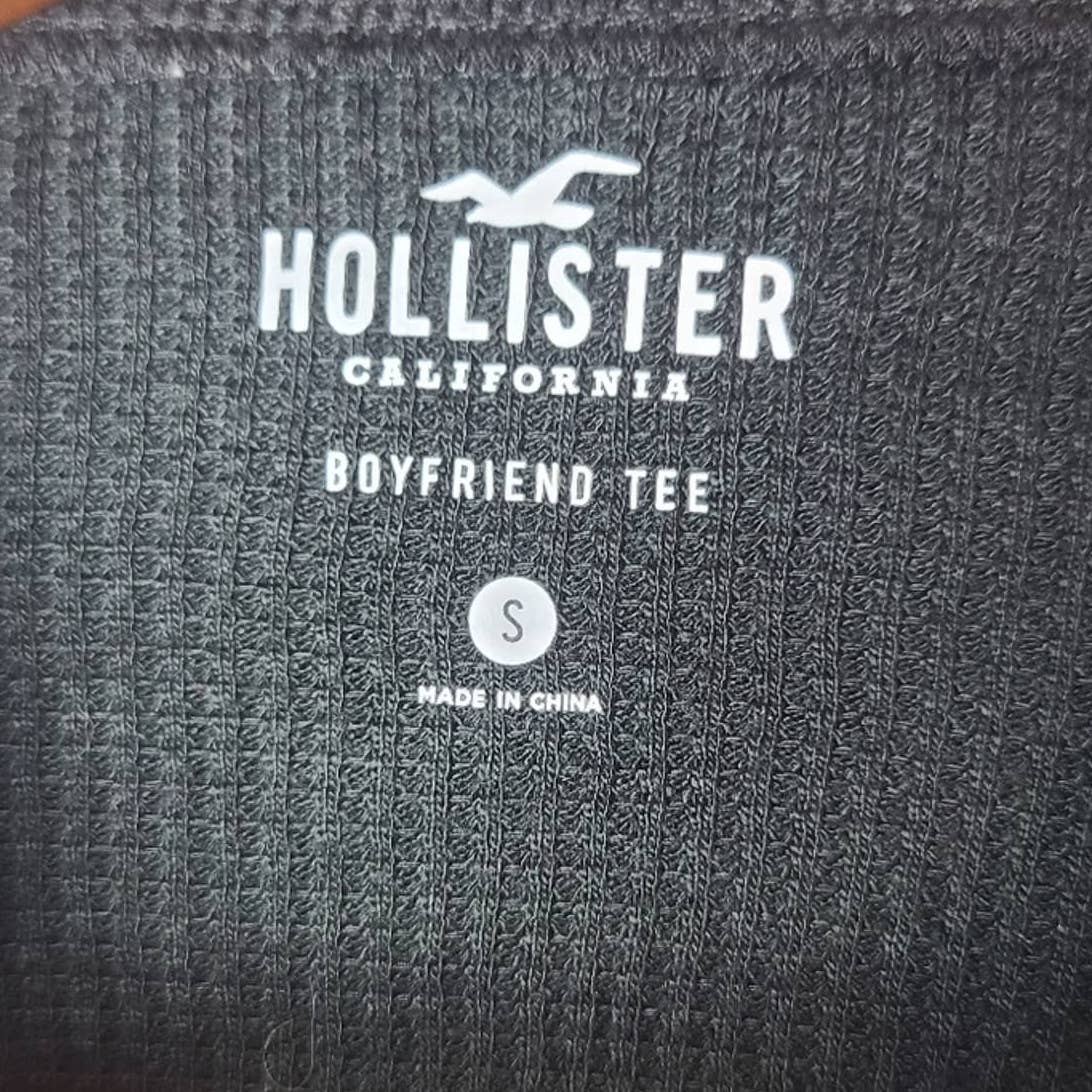 HOLLISTER
CALIFORNIA
BOYFRIEND TEE
S
MADE IN CHINA